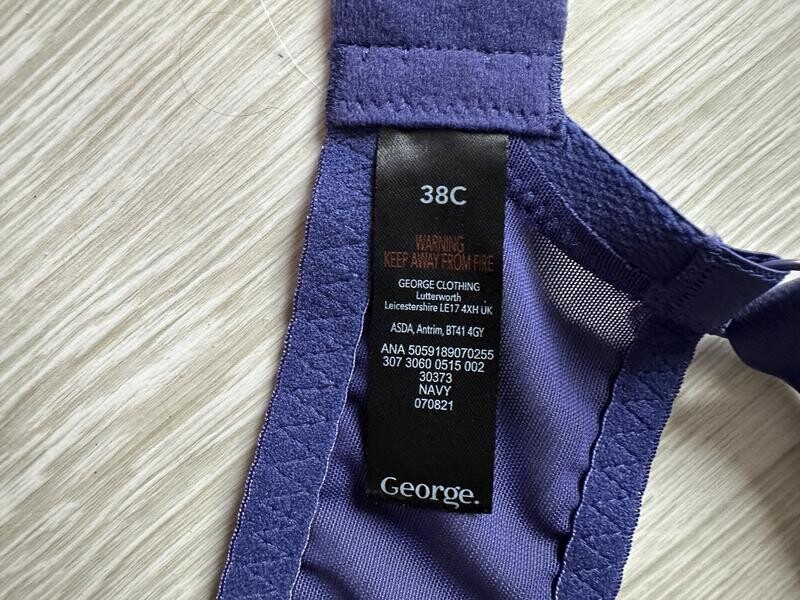 38C
WARNING
KEEP AWAY FROM FIRE
GEORGE CLOTHING
Lutterworth
Leicestershire LE17 4XH UK
ASDA, Antrim, BT41 4GY
ANA 5059189070255
307 3060 0515 002
30373
NAVY
070821
George.